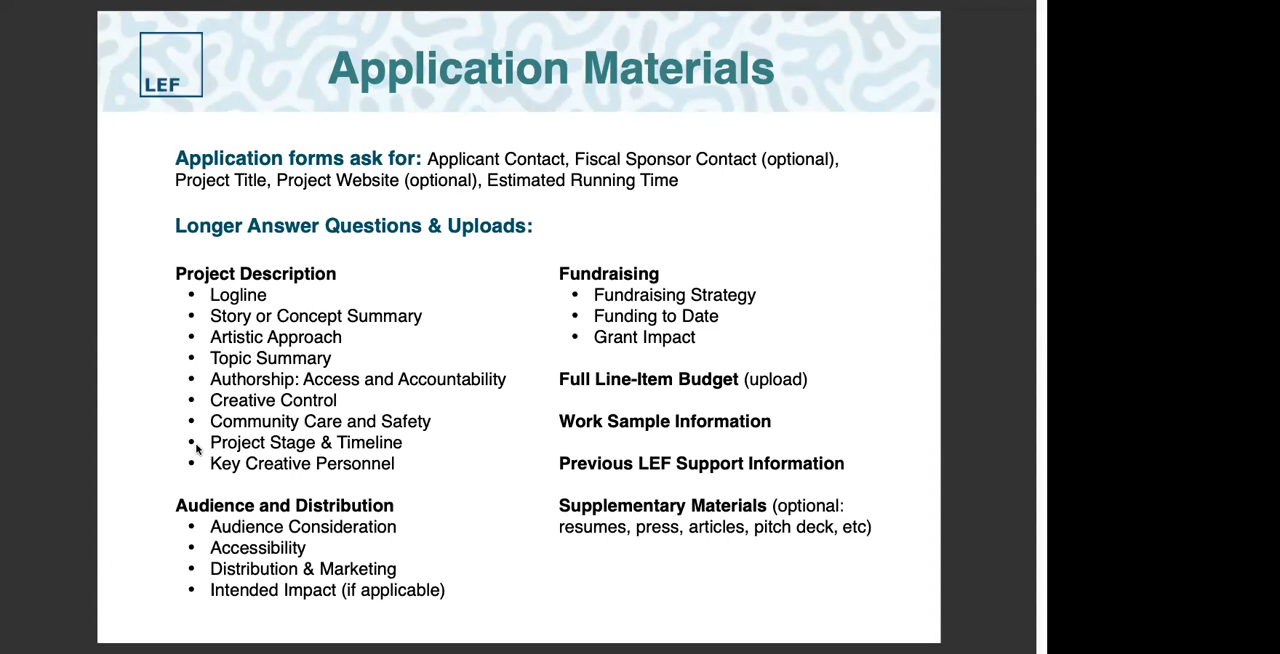 LEF
Application Materials
Application forms ask for: Applicant Contact, Fiscal Sponsor Contact (optional),
Project Title, Project Website (optional), Estimated Running Time
Longer Answer Questions & Uploads:
Project Description
• Logline
• Story or Concept Summary
• Artistic Approach
• Topic Summary
• Authorship: Access and Accountability
• Creative Control
• Community Care and Safety
• Project Stage & Timeline
• Key Creative Personnel
Audience and Distribution
• Audience Consideration
• Accessibility
• Distribution & Marketing
• Intended Impact (if applicable)
Fundraising
• Fundraising Strategy
• Funding to Date
• Grant Impact
Full Line-Item Budget (upload)
Work Sample Information
Previous LEF Support Information
Supplementary Materials (optional:
resumes, press, articles, pitch deck, etc)